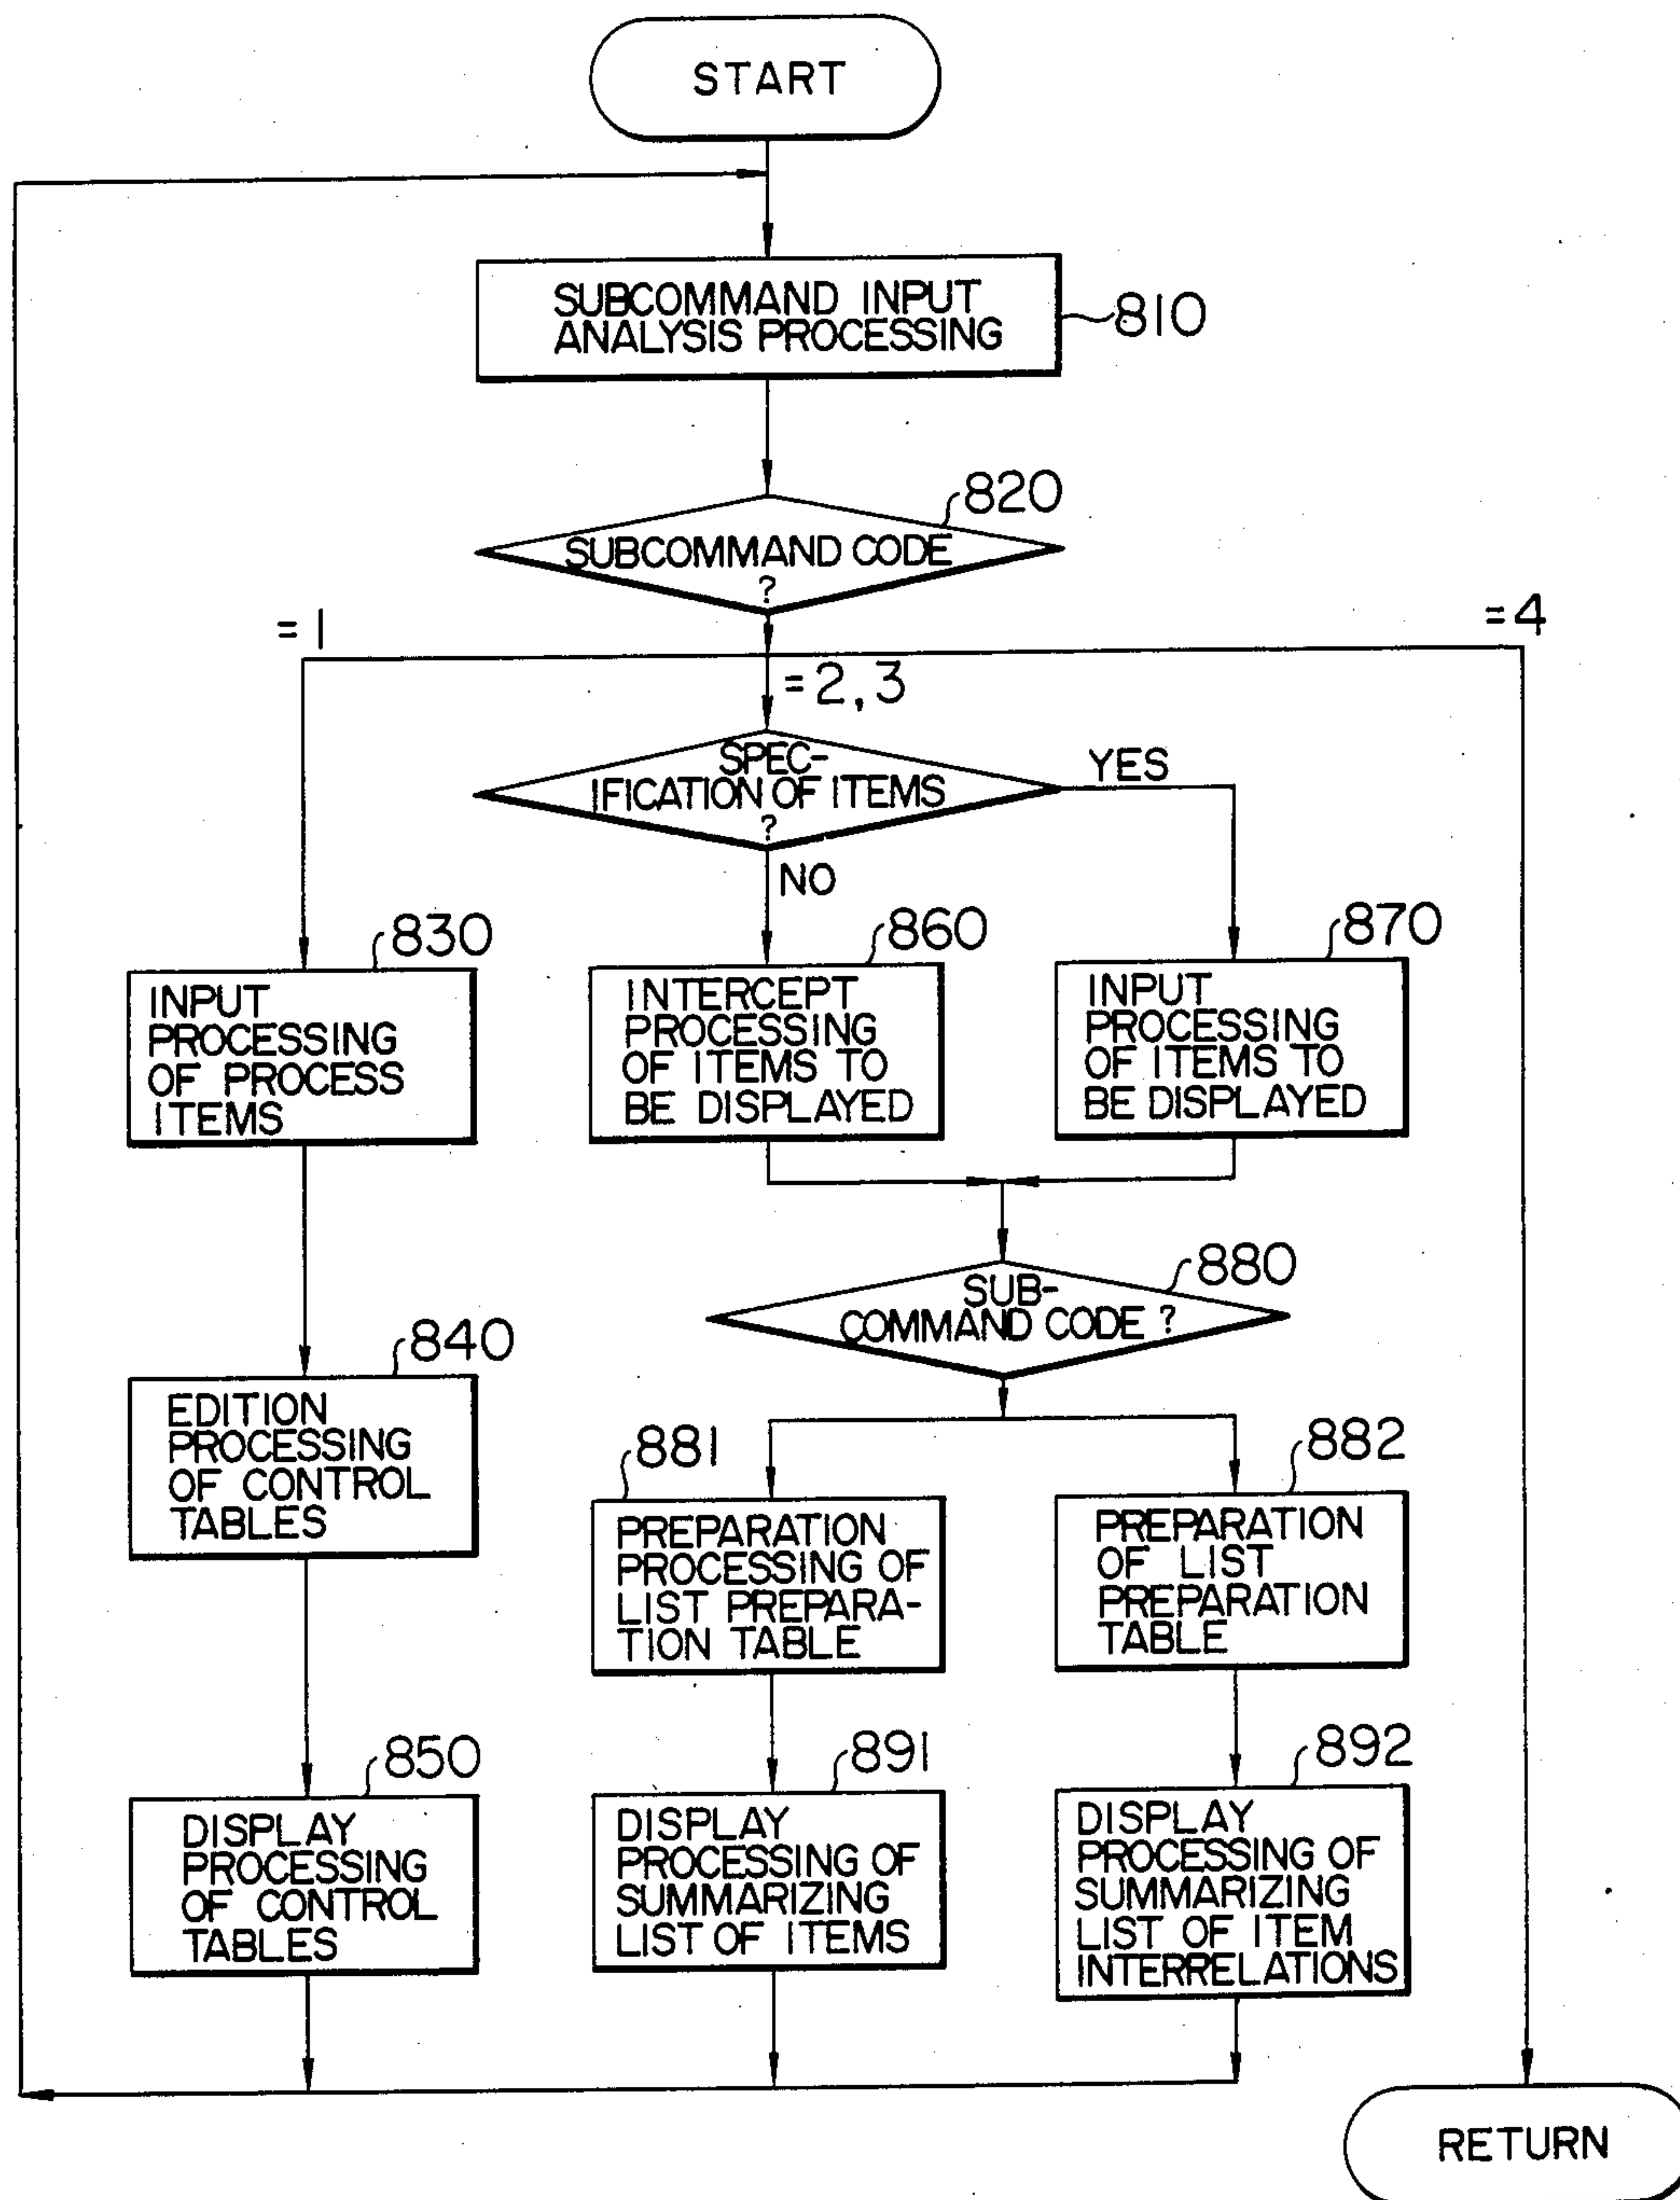 START
SUBCOMMAND INPUT
ANALYSIS PROCESSING
810
820
SUBCOMMAND CODE
?
=1
=4
=2,3
SPEC-
IFICATION OF ITEMS
?
YES
NO
830
INPUT
PROCESSING
OF PROCESS
ITEMS
860
INTERCEPT
PROCESSING
OF ITEMS TO
BE DISPLAYED
870
INPUT
PROCESSING
OF ITEMS TO
BE DISPLAYED
880
SUB-
COMMAND CODE ?
840
EDITION
PROCESSING
OF CONTROL
TABLES
881
PREPARATION
PROCESSING OF
LIST PREPARA-
TION TABLE
882
PREPARATION
OF LIST
PREPARATION
TABLE
850
DISPLAY
PROCESSING
OF CONTROL
TABLES
891
DISPLAY
PROCESSING OF
SUMMARIZING
LIST OF ITEMS
892
DISPLAY
PROCESSING OF
SUMMARIZING
LIST OF ITEM
INTERRELATIONS
RETURN